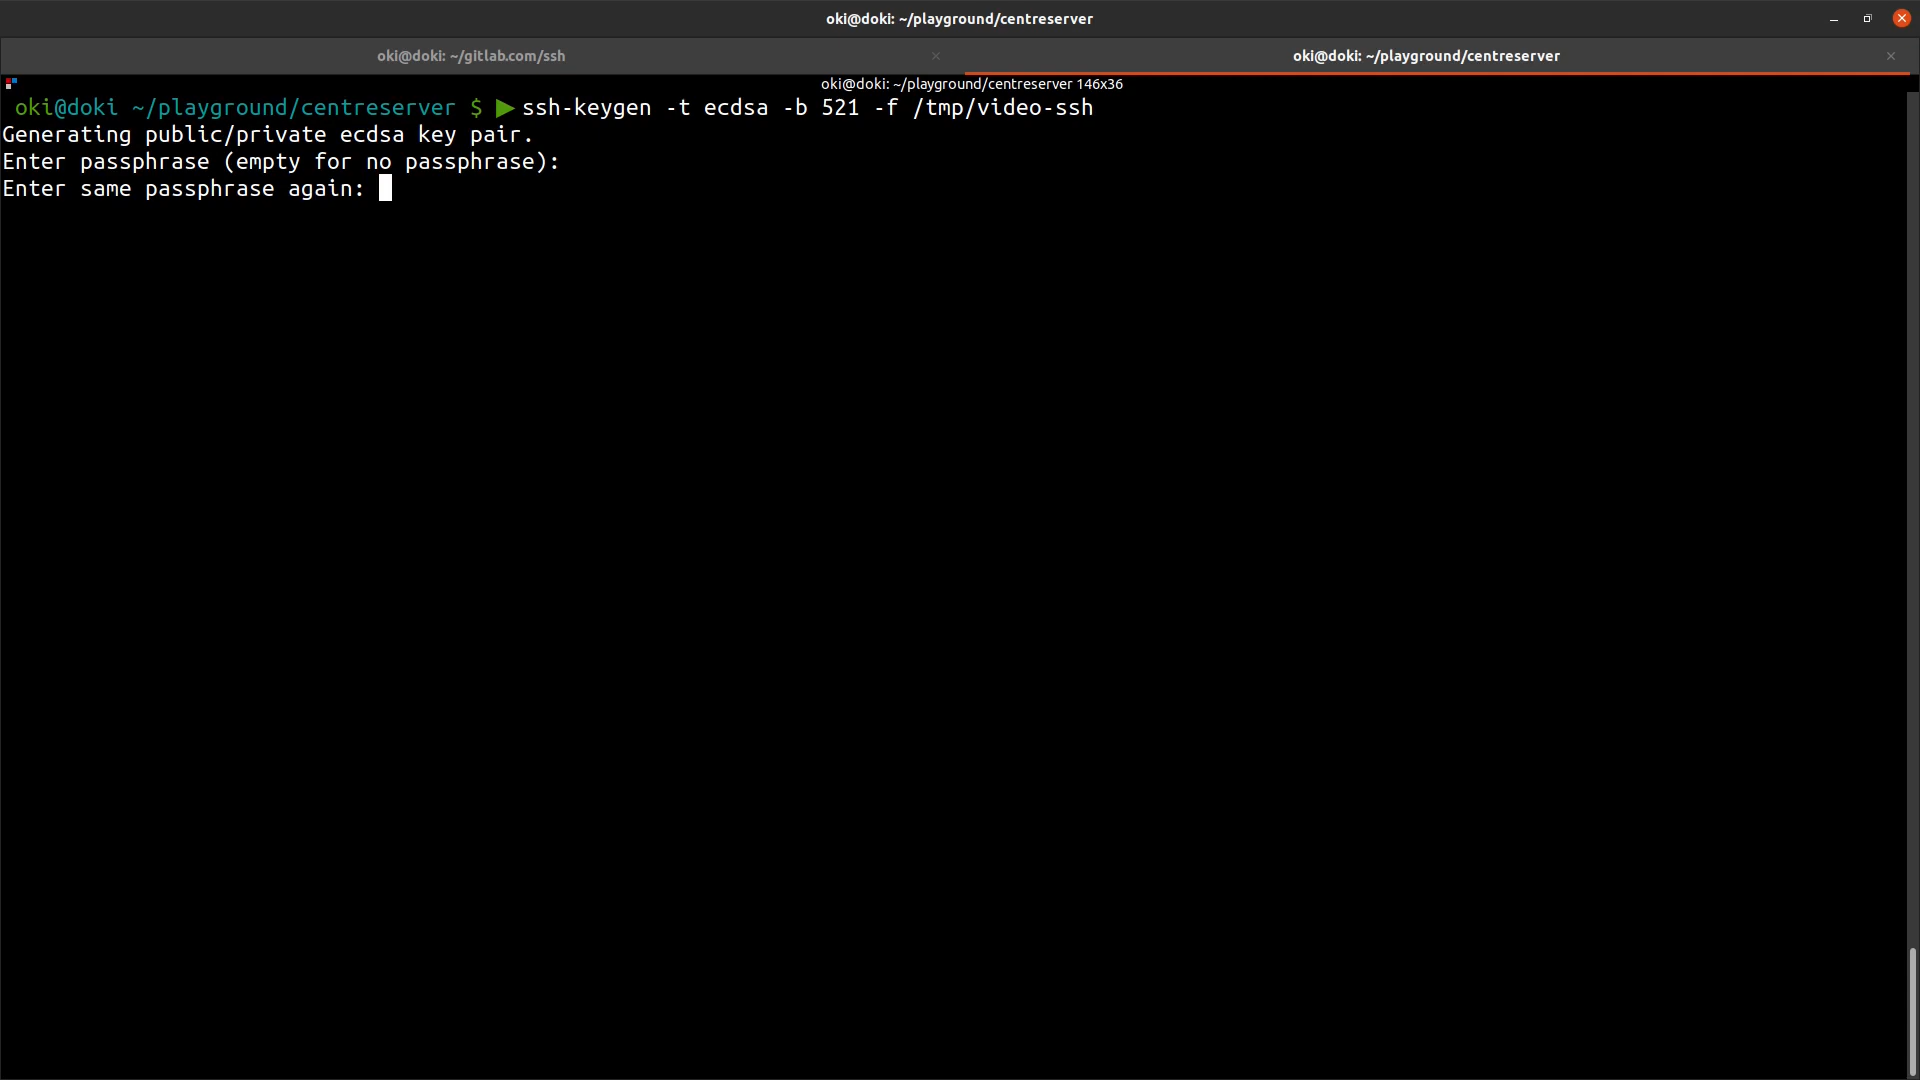 oki@doki: ~/playground/centreserver
oki@doki: ~/gitlab.com/ssh
oki@doki: ~/playground/centreserver
oki@doki: ~/playground/centreserver 146x36
oki@doki ~/playground/centreserver $ ▶ssh-keygen -t ecdsa -b 521 -f /tmp/video-ssh
Generating public/private ecdsa key pair.
Enter passphrase (empty for no passphrase):
Enter same passphrase again: